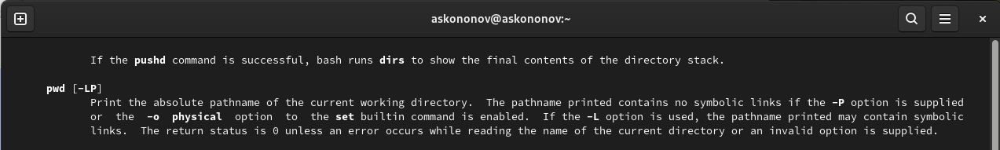 askononov@askononov:~
If the pushd command is successful, bash runs dirs to show the final contents of the directory stack.
pwd [-LP]
Print the absolute pathname of the current working directory.  The pathname printed contains no symbolic links if the -P option is supplied
or  the  -o  physical  option  to  the set builtin command is enabled.  If the -L option is used, the pathname printed may contain symbolic
links.  The return status is 0 unless an error occurs while reading the name of the current directory or an invalid option is supplied.